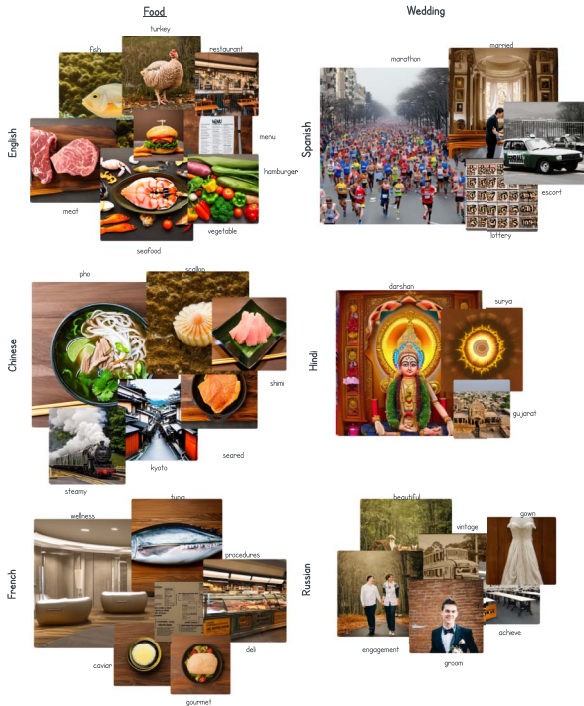 Food
Wedding
English
turkey
fish
restaurant
menu
hamburger
meat
vegetable
seafood
Spanish
marathon
married
escort
lottery
Chinese
pho
scallop
shimi
seared
kyoto
steamy
Hindi
darshan
surya
gujarat
French
wellness
tuna
procedures
caviar
deli
gourmet
Russian
beautiful
vintage
gown
engagement
groom
achieve